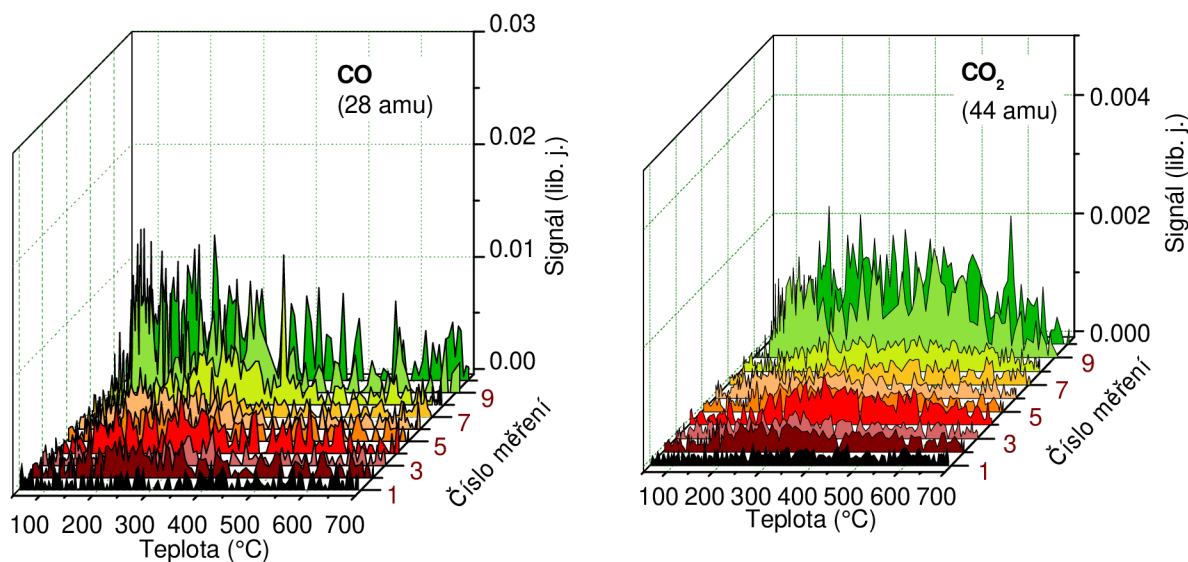 0.03
CO
(28 amu)
0.02
0.01
0.00
Signál (lib. j.)
9
7
5
3
1
Číslo měření
100 200 300 400 500 600 700
Teplota (°C)
CO2
(44 amu)
0.004
0.002
0.000
Signál (lib. j.)
9
7
5
3
1
Číslo měření
100 200 300 400 500 600 700
Teplota (°C)